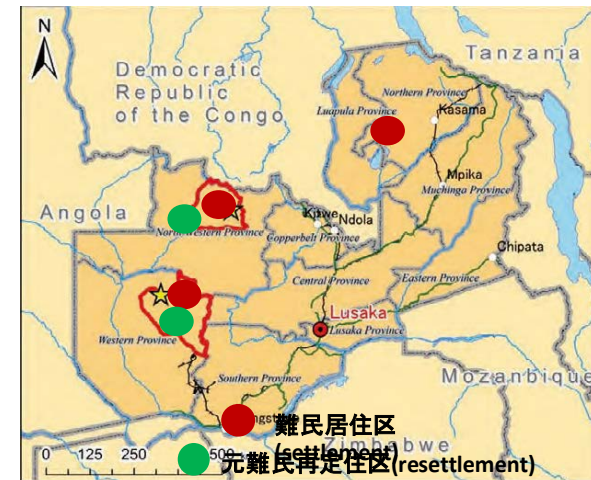 N
Tanzania
Democratic
Republic
of the Congo
Northern Province
Luapula Province
Kasama
Mpika
Muchinga Province
Angola
North Western Province
Ndola
Copperbelt Province
Chipata
Central Province
Eastern Province
Lusaka
Lusaka Province
Western Province
Mozambique
Southern Province
難民居住区
(settlement)
Zimbabwe
0 125 250 500
元難民再定住区(resettlement)